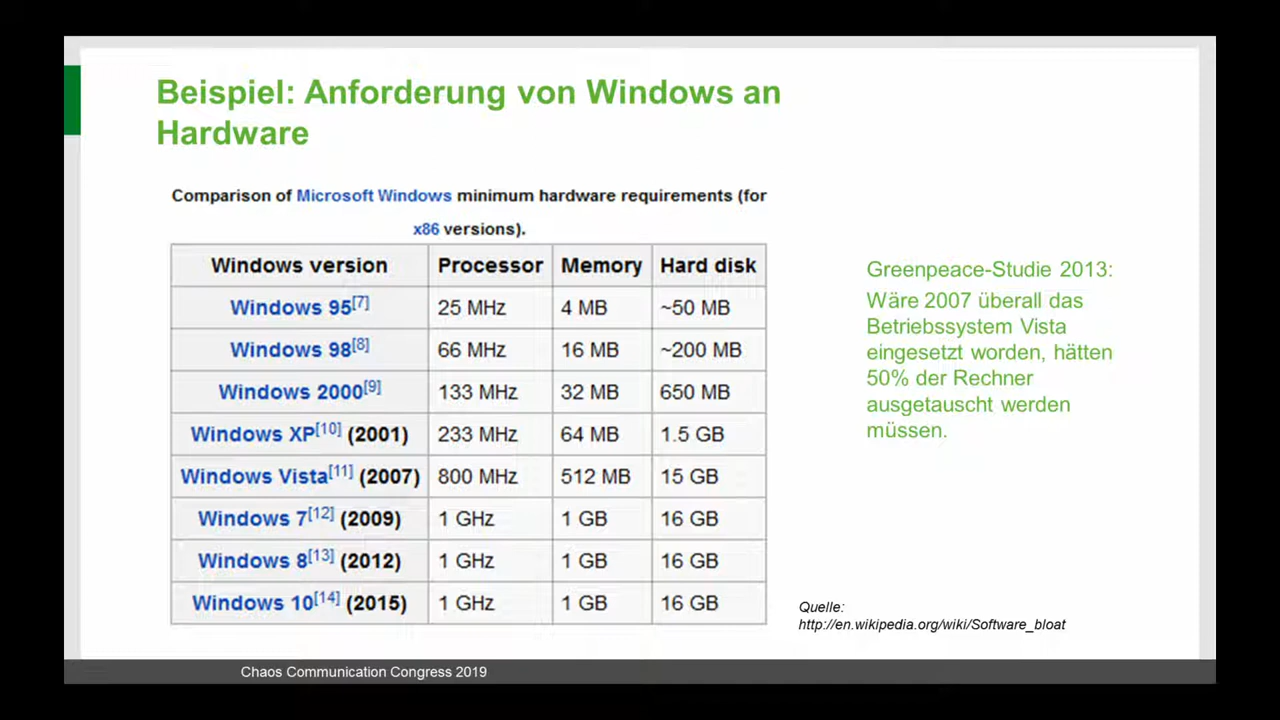 Beispiel: Anforderung von Windows an
Hardware
Comparison of Microsoft Windows minimum hardware requirements (for
x86 versions).
Windows version Processor Memory Hard disk
Windows 95[7] 25 MHz 4 MB ~50 MB
Windows 98[8] 66 MHz 16 MB ~200 MB
Windows 2000[9] 133 MHz 32 MB 650 MB
Windows XP[10] (2001) 233 MHz 64 MB 1.5 GB
Windows Vista[11] (2007) 800 MHz 512 MB 15 GB
Windows 7[12] (2009) 1 GHz 1 GB 16 GB
Windows 8[13] (2012) 1 GHz 1 GB 16 GB
Windows 10[14] (2015) 1 GHz 1 GB 16 GB
Greenpeace-Studie 2013:
Wäre 2007 überall das
Betriebssystem Vista
eingesetzt worden, hätten
50% der Rechner
ausgetauscht werden
müssen.
Quelle:
http://en.wikipedia.org/wiki/Software_bloat
Chaos Communication Congress 2019